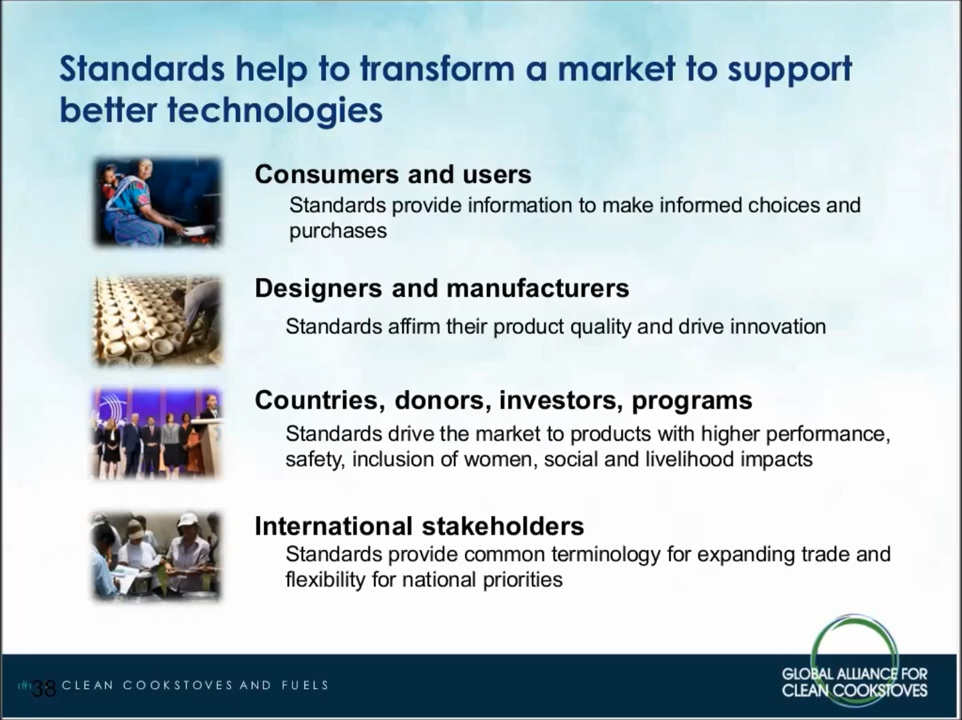 Standards help to transform a market to support
better technologies
Consumers and users
Standards provide information to make informed choices and
purchases
Designers and manufacturers
Standards affirm their product quality and drive innovation
Countries, donors, investors, programs
Standards drive the market to products with higher performance,
safety, inclusion of women, social and livelihood impacts
International stakeholders
Standards provide common terminology for expanding trade and
flexibility for national priorities
38 CLEAN COOKSTOVES AND FUELS
GLOBAL ALLIANCE FOR
CLEAN COOKSTOVES